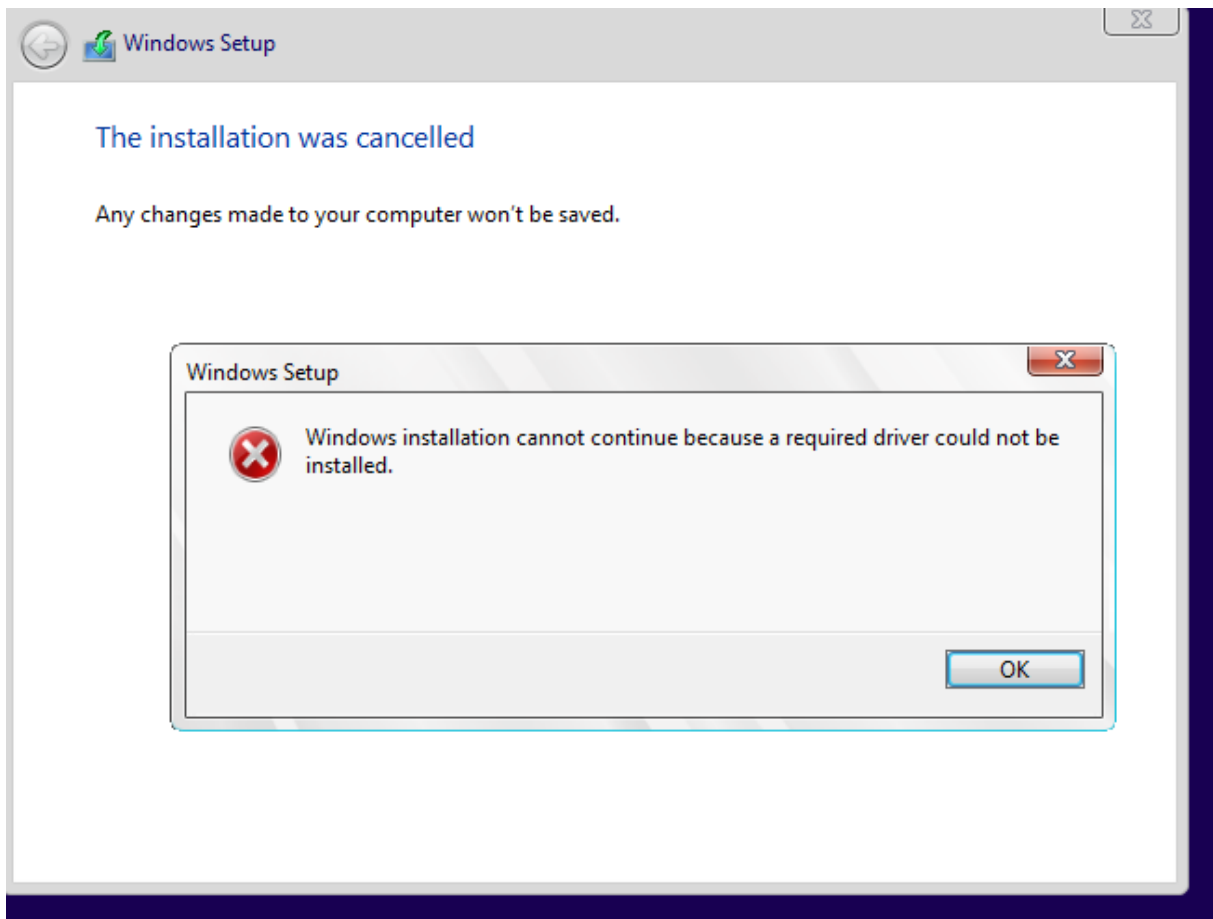 Windows Setup
The installation was cancelled
Any changes made to your computer won't be saved.
Windows Setup
Windows installation cannot continue because a required driver could not be
installed.
OK